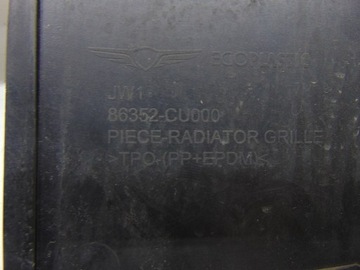 ECOPLASTIC
JW1
86352-CU000
PIECE-RADIATOR GRILLE
>TPO-(PP+EPDM)<